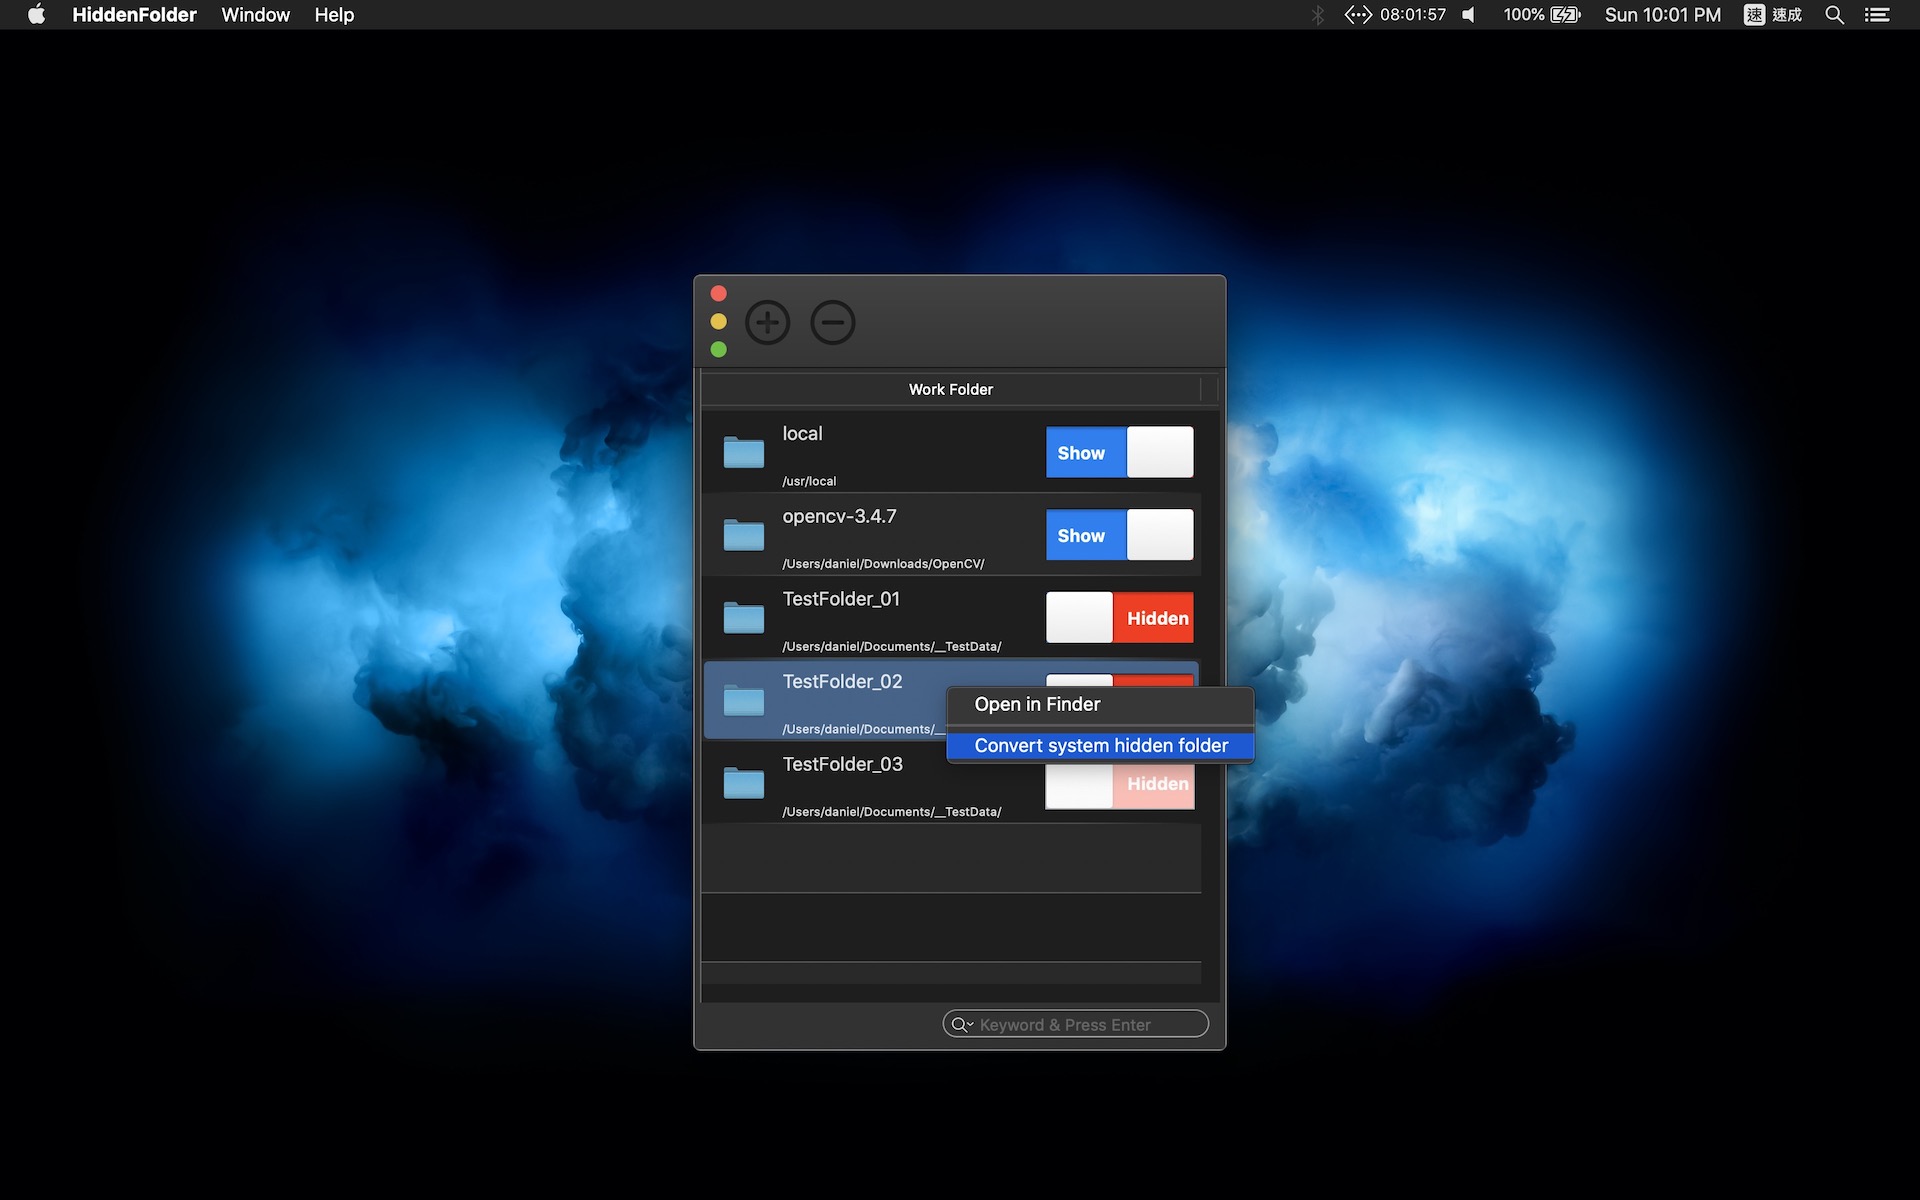 HiddenFolder Window Help 08:01:57 100% Sun 10:01 PM 速 速成
Work Folder
local
Show
/usr/local
opencv-3.4.7
Show
/Users/daniel/Downloads/OpenCV/
TestFolder_01
Hidden
/Users/daniel/Documents/__TestData/
TestFolder_02
Open in Finder
/Users/daniel/Documents/_
Convert system hidden folder
TestFolder_03
Hidden
/Users/daniel/Documents/__TestData/
Keyword & Press Enter